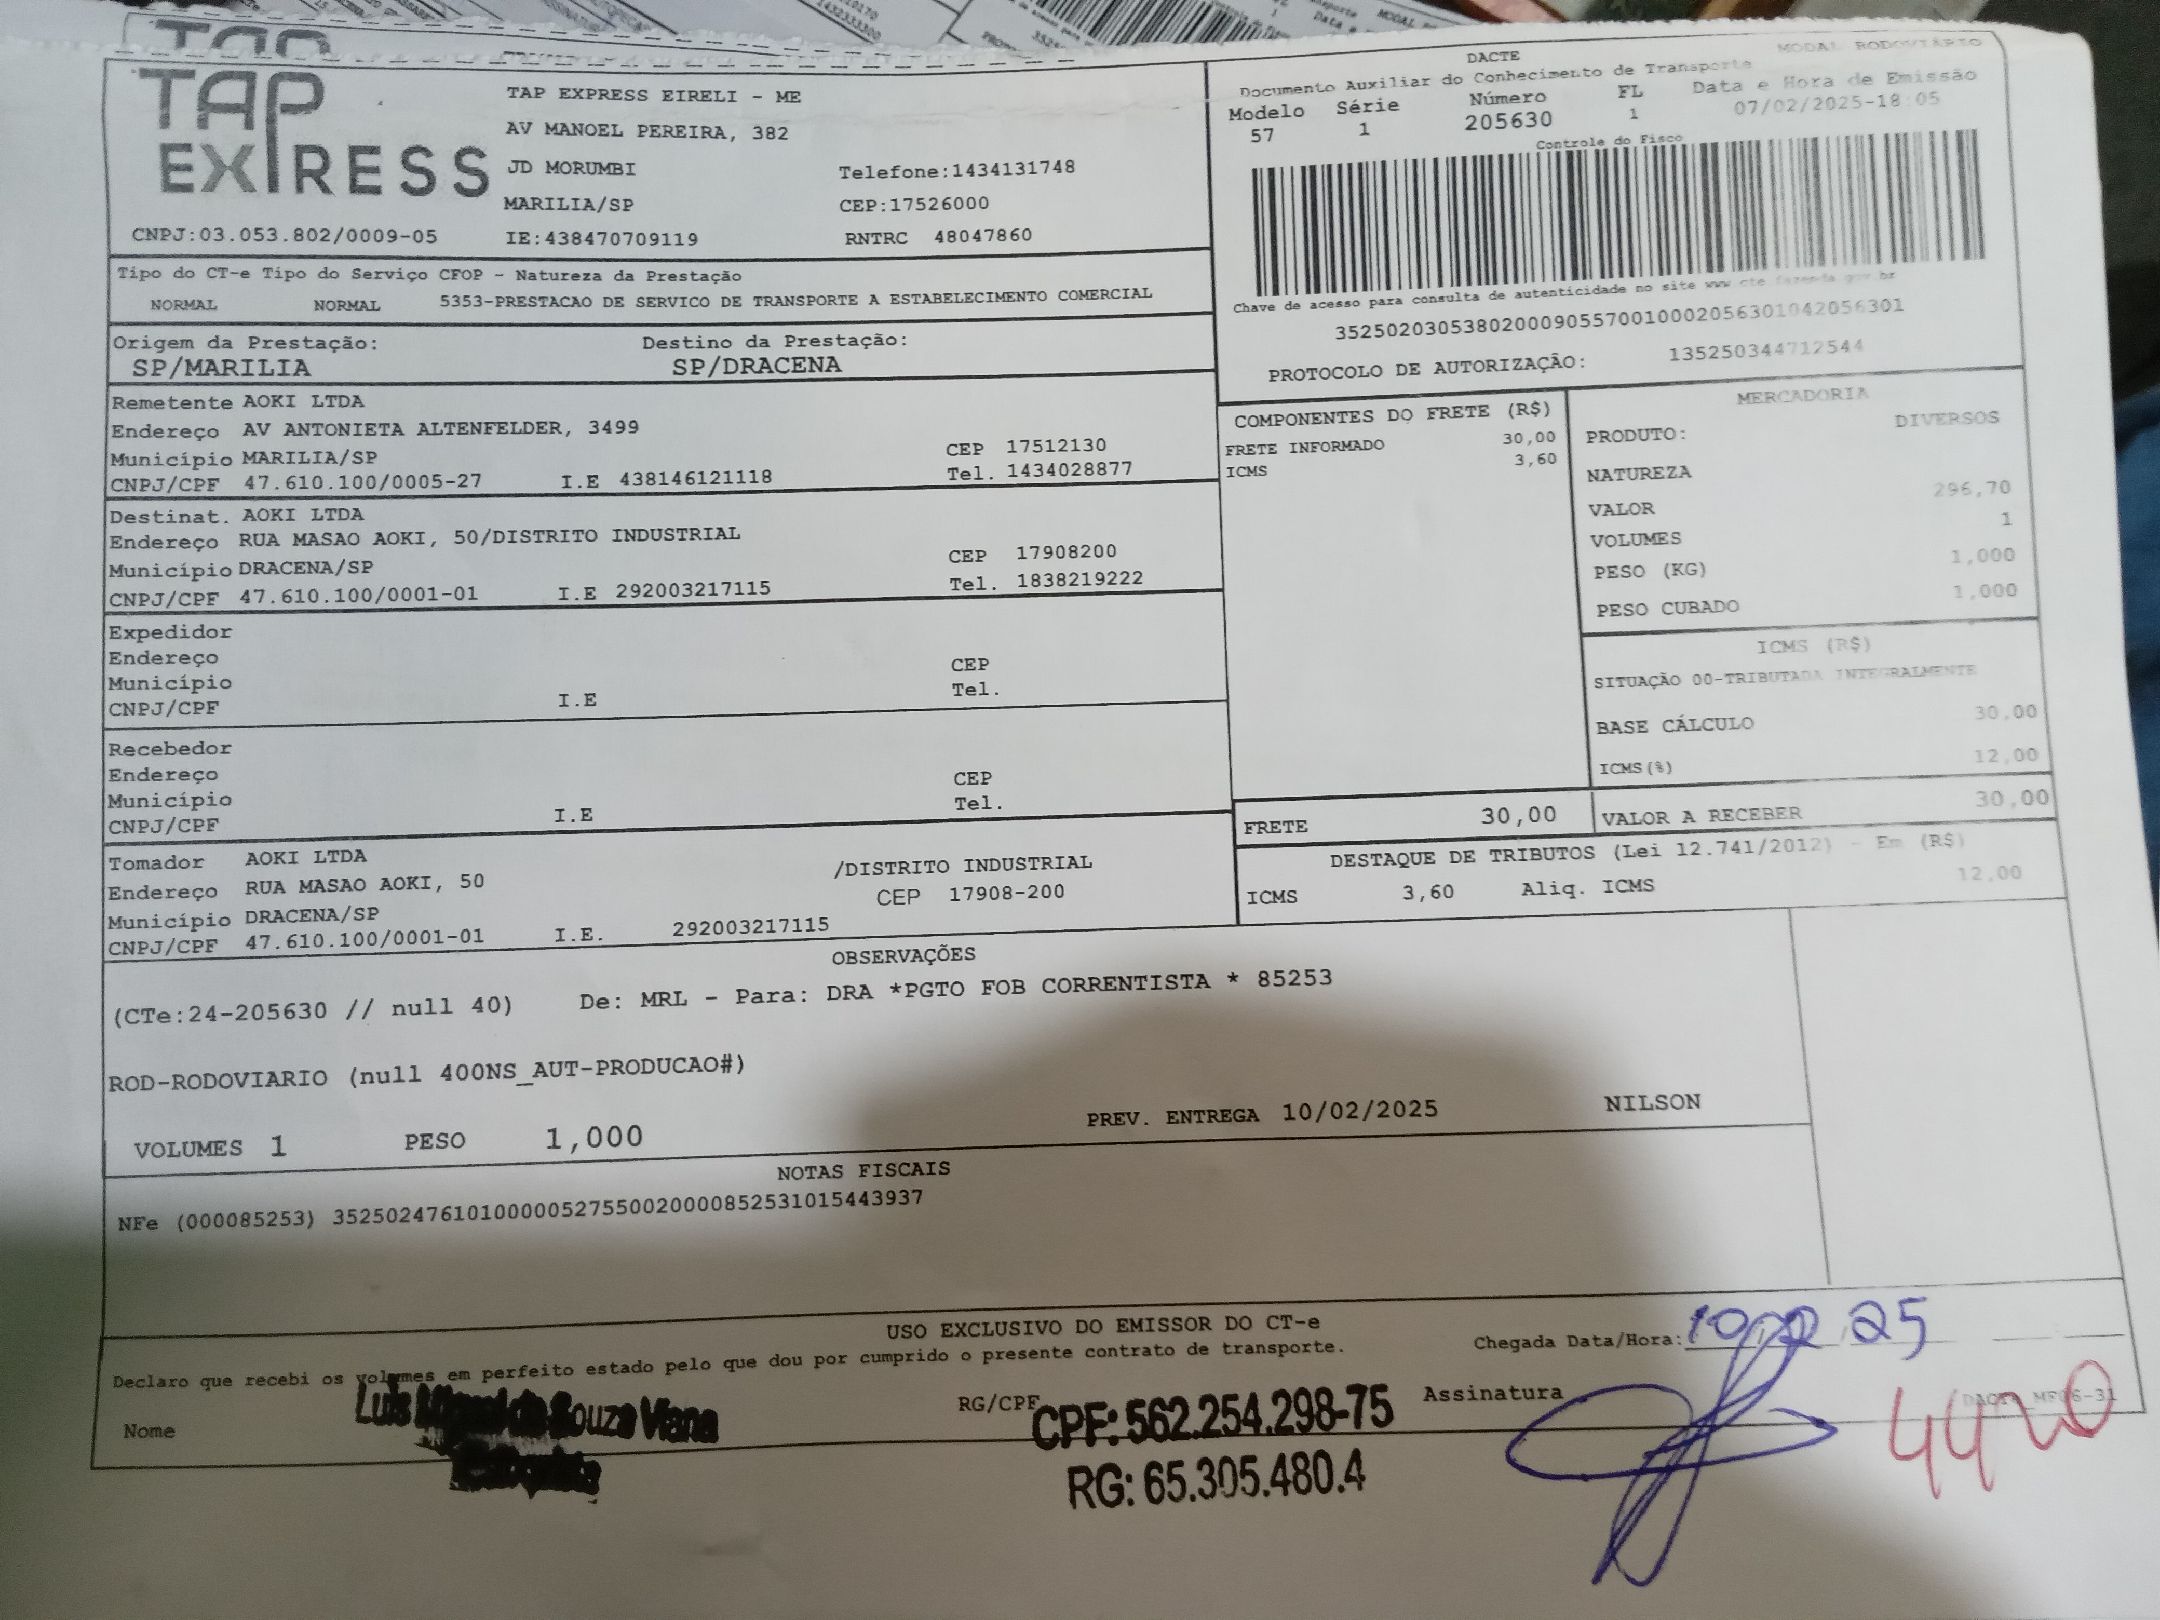 TAP EXPRESS
TAP EXPRESS EIRELI - ME
AV MANOEL PEREIRA, 382
JD MORUMBI Telefone:1434131748
MARILIA/SP CEP:17526000
CNPJ:03.053.802/0009-05 IE:438470709119 RNTRC 48047860
DACTE MODAL RODOVIÁRIO
Documento Auxiliar do Conhecimento de Transporte
Modelo Série Número FL Data e Hora de Emissão
57 1 205630 1 07/02/2025-18:05
Controle do Fisco
Chave de acesso para consulta de autenticidade no site www cte fazenda gov br
35250203053802000905570010002056301042056301
PROTOCOLO DE AUTORIZAÇÃO: 135250344712544
Tipo do CT-e Tipo do Serviço CFOP - Natureza da Prestação
NORMAL NORMAL 5353-PRESTACAO DE SERVICO DE TRANSPORTE A ESTABELECIMENTO COMERCIAL
Origem da Prestação: Destino da Prestação:
SP/MARILIA SP/DRACENA
Remetente AOKI LTDA
Endereço AV ANTONIETA ALTENFELDER, 3499
Município MARILIA/SP CEP 17512130
CNPJ/CPF 47.610.100/0005-27 I.E 438146121118 Tel. 1434028877
Destinat. AOKI LTDA
Endereço RUA MASAO AOKI, 50/DISTRITO INDUSTRIAL
Município DRACENA/SP CEP 17908200
CNPJ/CPF 47.610.100/0001-01 I.E 292003217115 Tel. 1838219222
Expedidor
Endereço
Município CEP
CNPJ/CPF I.E Tel.
Recebedor
Endereço
Município CEP
CNPJ/CPF I.E Tel.
Tomador AOKI LTDA
Endereço RUA MASAO AOKI, 50 /DISTRITO INDUSTRIAL
Município DRACENA/SP CEP 17908-200
CNPJ/CPF 47.610.100/0001-01 I.E. 292003217115
COMPONENTES DO FRETE (R$)
FRETE INFORMADO 30,00
ICMS 3,60
MERCADORIA
PRODUTO: DIVERSOS
NATUREZA
VALOR 296,70
VOLUMES 1
PESO (KG) 1,000
PESO CUBADO 1,000
ICMS (R$)
SITUAÇÃO 00-TRIBUTADA INTEGRALMENTE
BASE CÁLCULO 30,00
ICMS(%) 12,00
FRETE 30,00 VALOR A RECEBER 30,00
DESTAQUE DE TRIBUTOS (Lei 12.741/2012) - Em (R$)
ICMS 3,60 Aliq. ICMS 12,00
OBSERVAÇÕES
(CTe:24-205630 // null 40) De: MRL - Para: DRA *PGTO FOB CORRENTISTA * 85253
ROD-RODOVIARIO (null 400NS_AUT-PRODUCAO#)
VOLUMES 1 PESO 1,000 PREV. ENTREGA 10/02/2025 NILSON
NOTAS FISCAIS
NFe (000085253) 35250247610100000527550020000852531015443937
USO EXCLUSIVO DO EMISSOR DO CT-e
Declaro que recebi os volumes em perfeito estado pelo que dou por cumprido o presente contrato de transporte.
Chegada Data/Hora: 10 02 25
Nome Luis Souza Viana
RG/CPF CPF: 562.254.298-75
RG: 65.305.480.4
Assinatura
4420